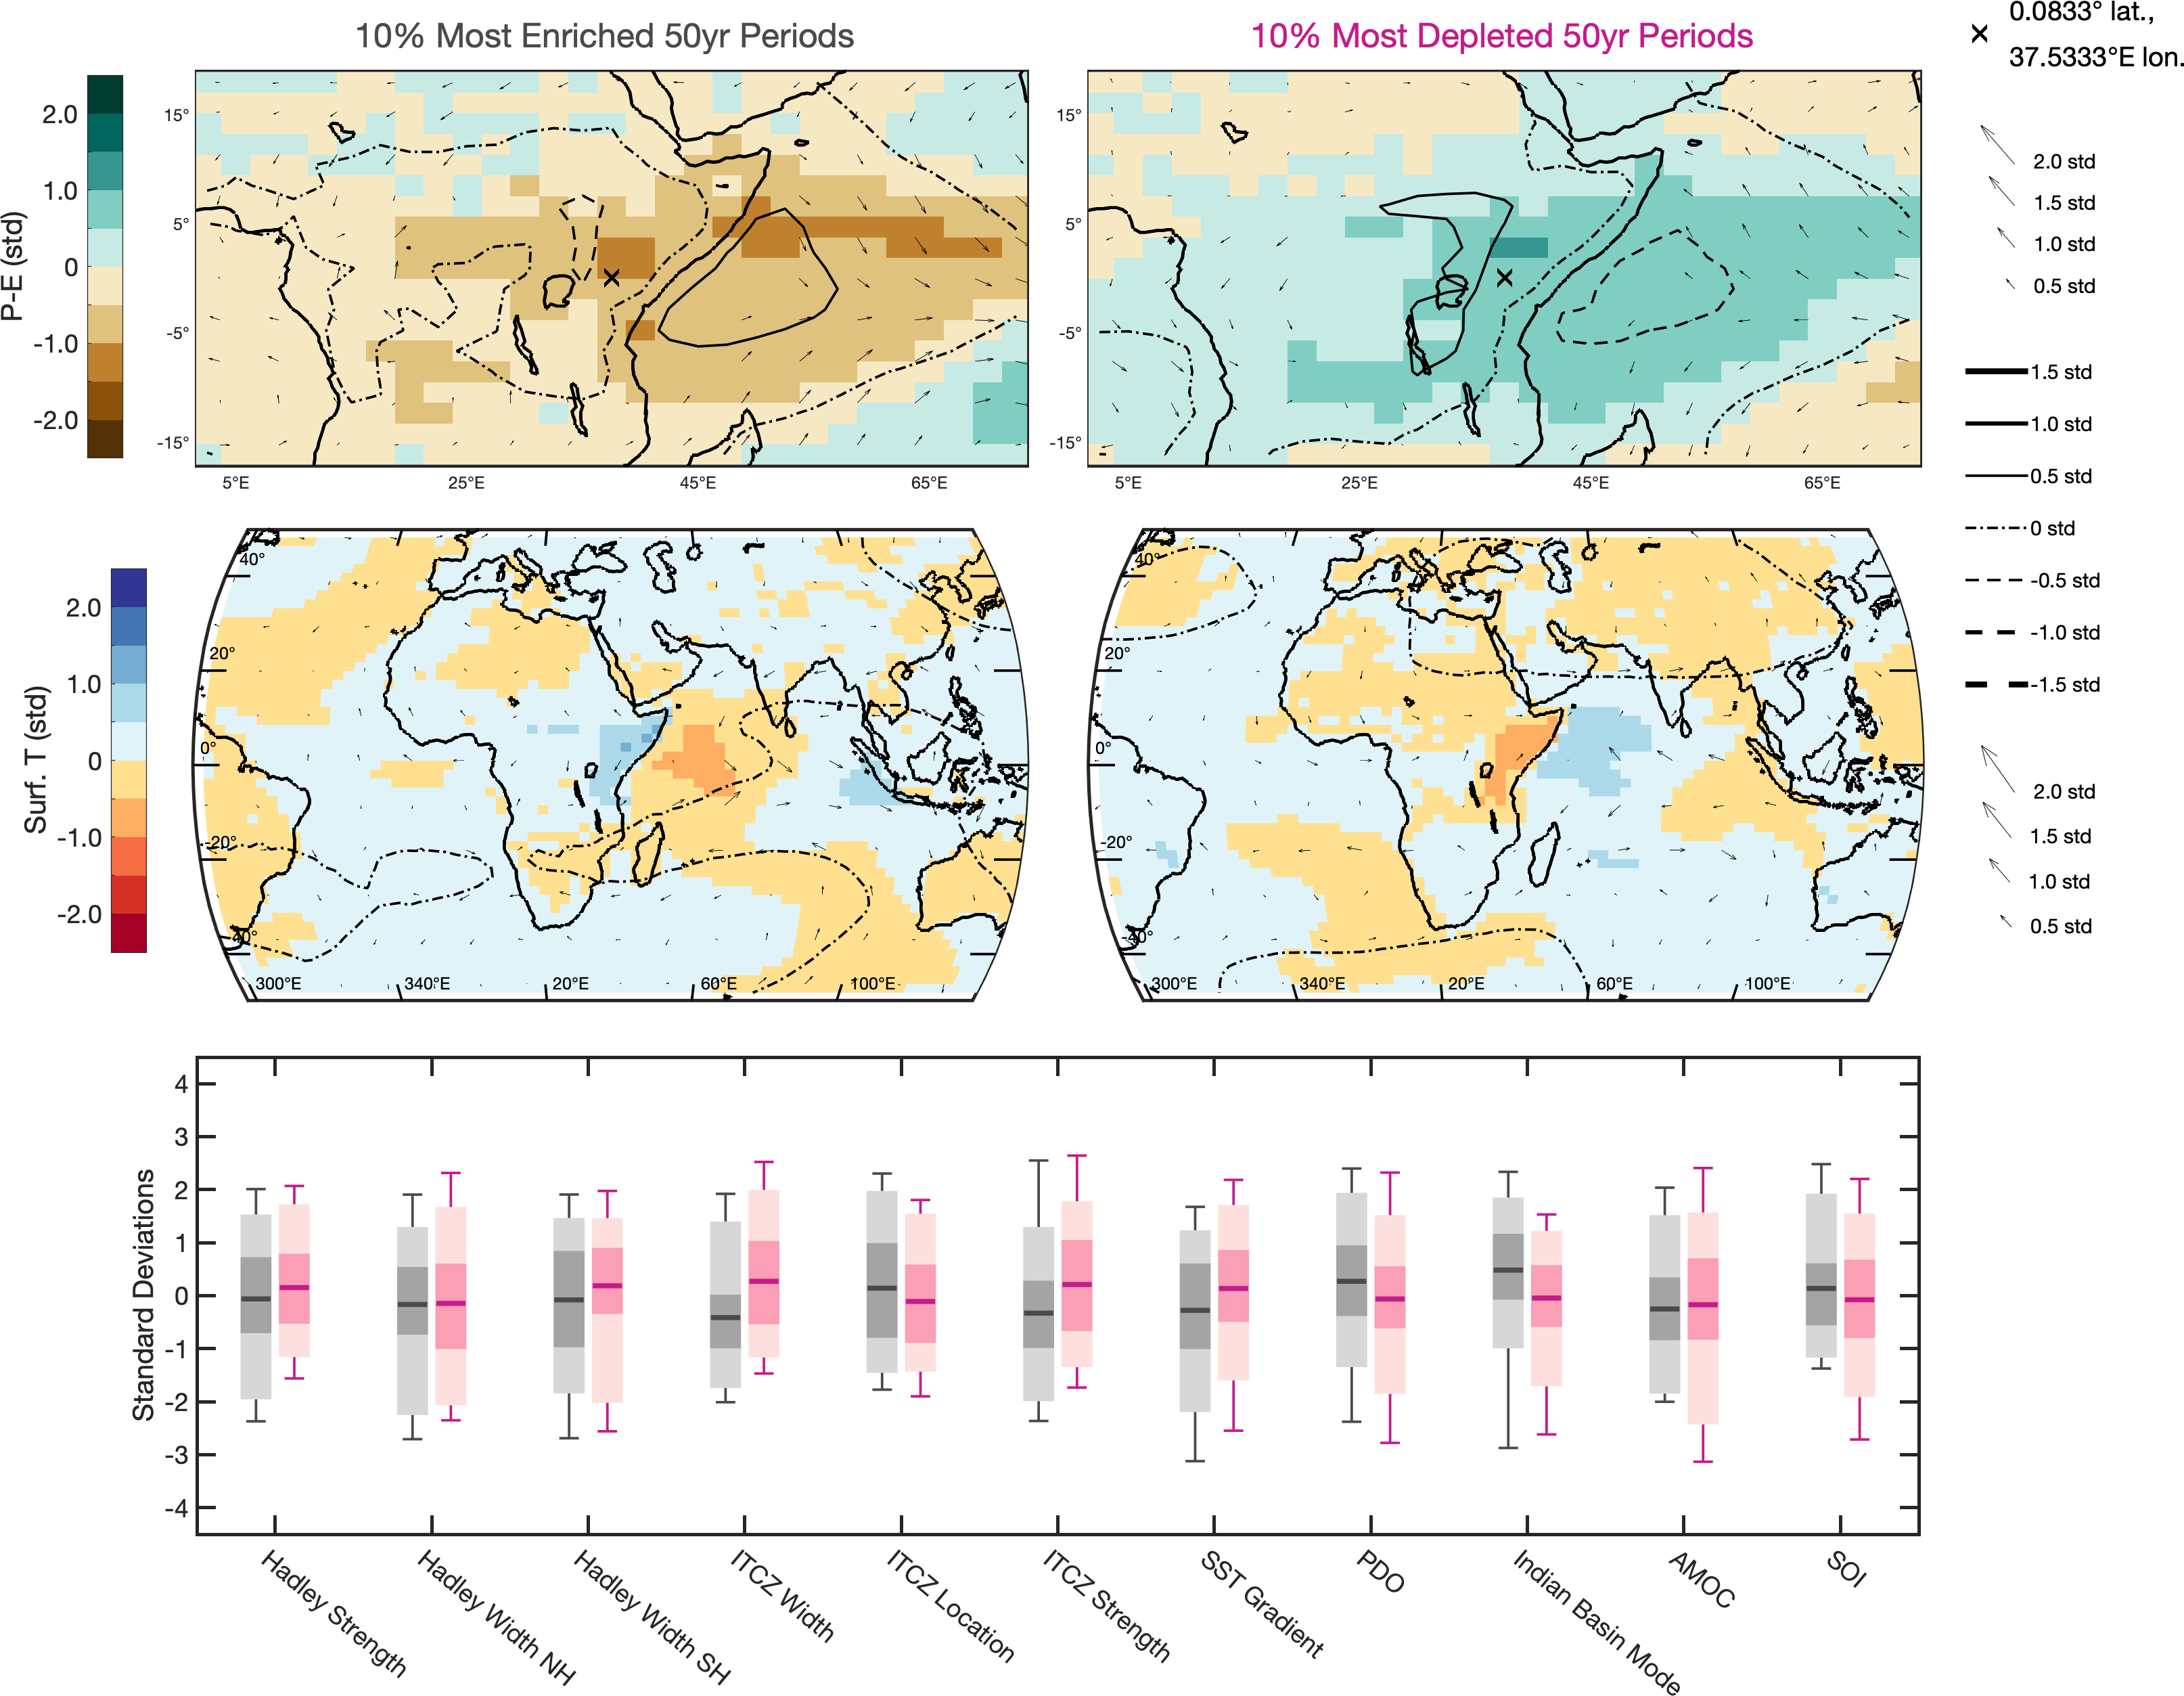 10% Most Enriched 50yr Periods
10% Most Depleted 50yr Periods
0.0833° lat.,
37.5333°E lon.
P-E (std)
2.0
1.0
0
-1.0
-2.0
15°
5°
-5°
-15°
5°E
25°E
45°E
65°E
15°
5°
-5°
-15°
5°E
25°E
45°E
65°E
2.0 std
1.5 std
1.0 std
0.5 std
1.5 std
1.0 std
0.5 std
0 std
-0.5 std
-1.0 std
-1.5 std
Surf. T (std)
2.0
1.0
0
-1.0
-2.0
40°
20°
0°
-20°
-40°
300°E
340°E
20°E
60°E
100°E
40°
20°
0°
-20°
-40°
300°E
340°E
20°E
60°E
100°E
2.0 std
1.5 std
1.0 std
0.5 std
Standard Deviations
4
3
2
1
0
-1
-2
-3
-4
Hadley Strength
Hadley Width NH
Hadley Width SH
ITCZ Width
ITCZ Location
ITCZ Strength
SST Gradient
PDO
Indian Basin Mode
AMOC
SOI